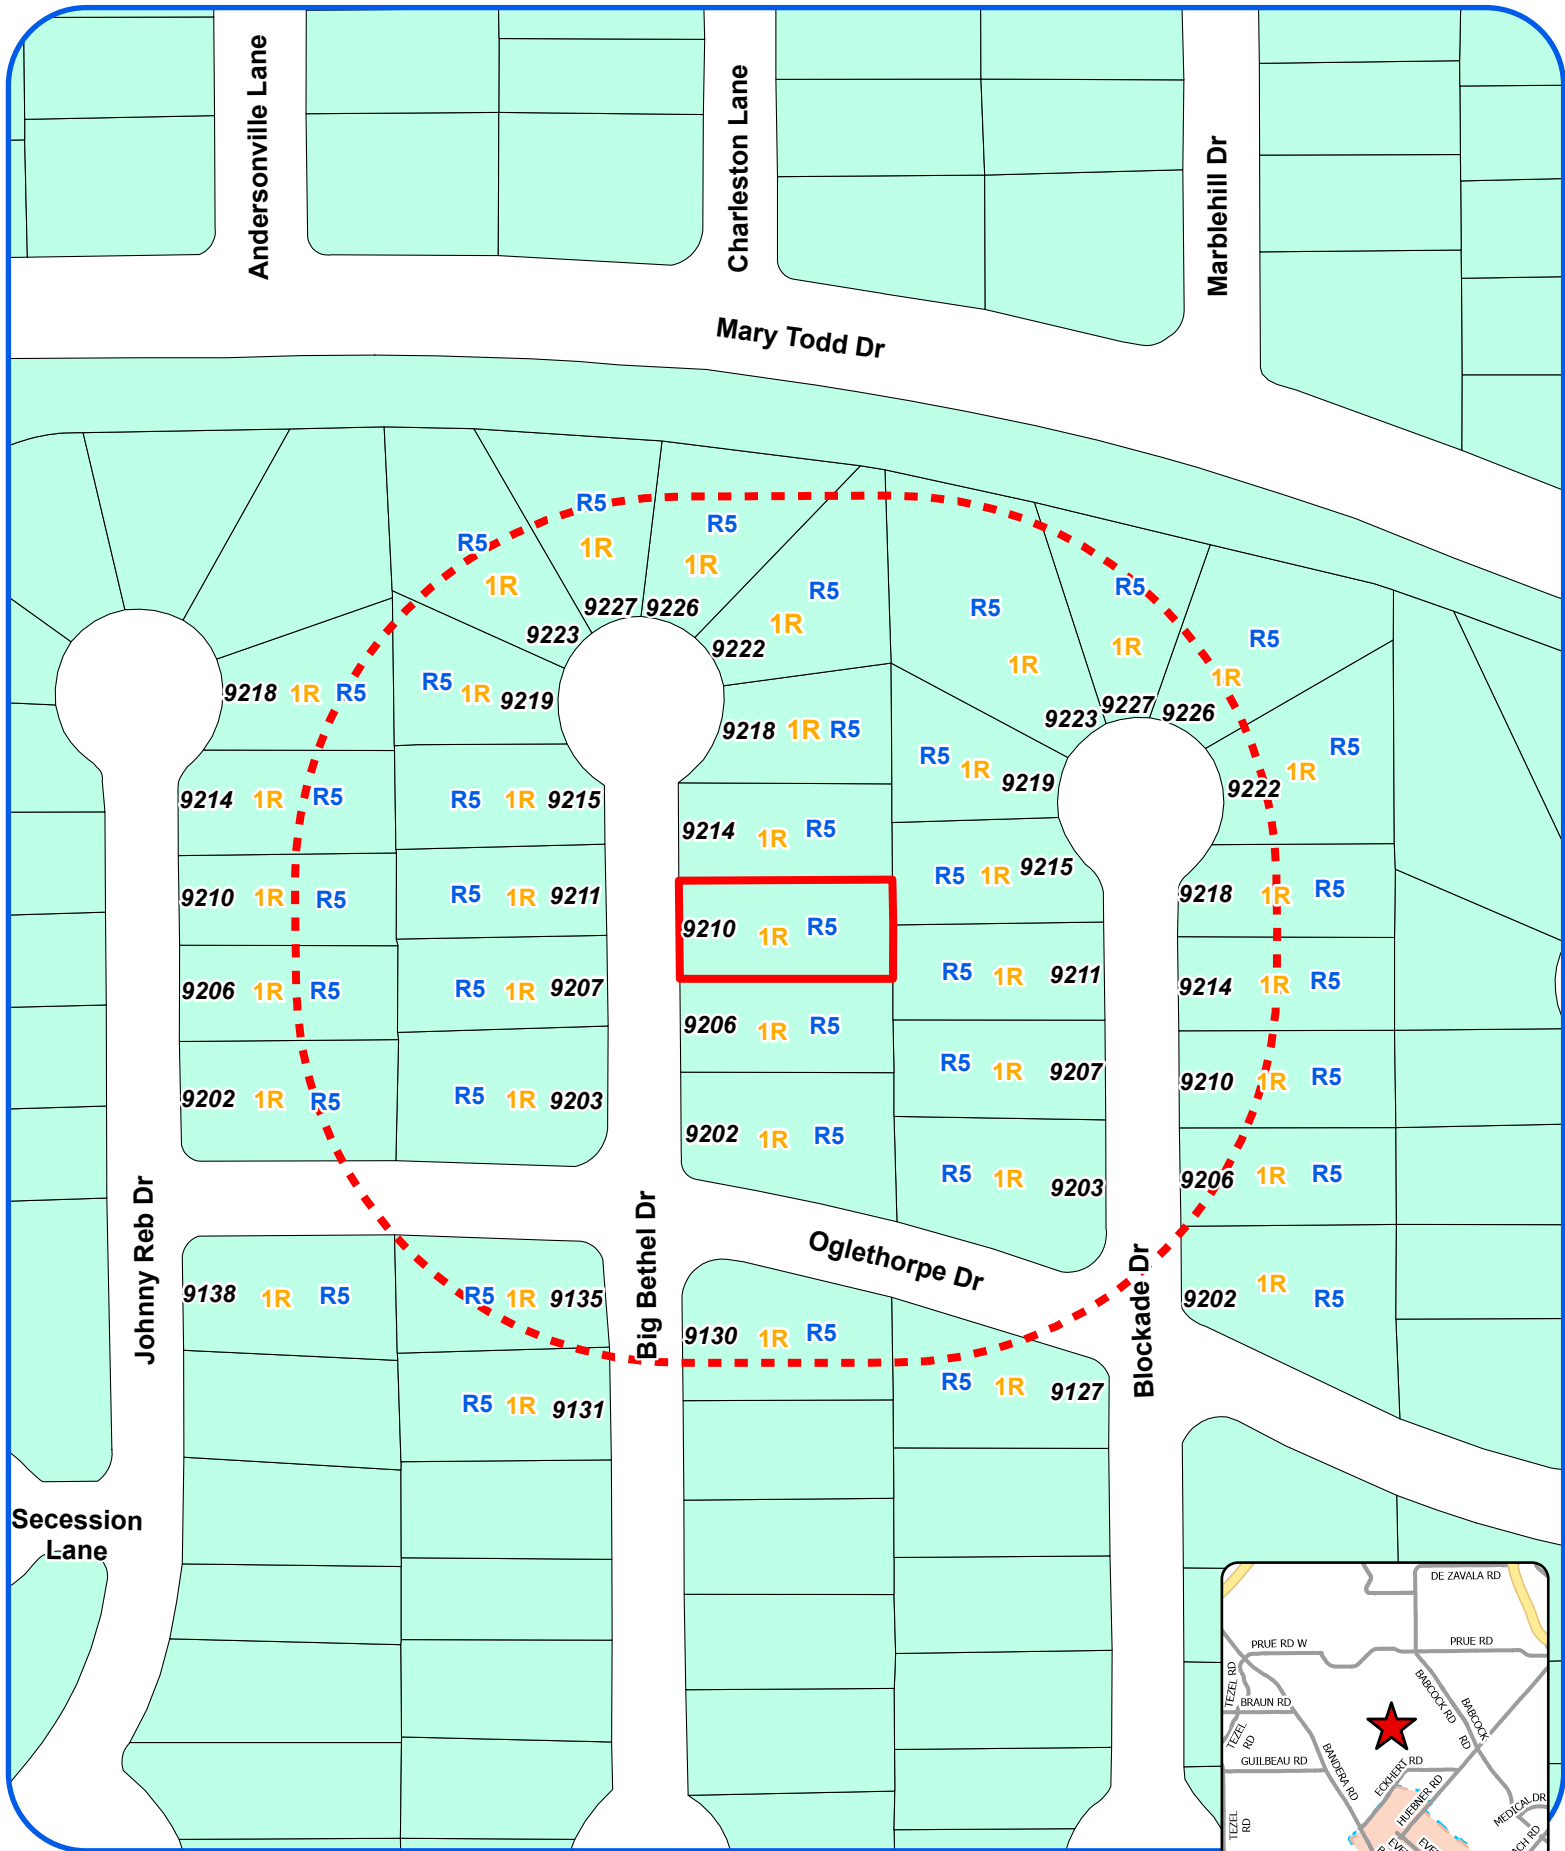 Andersonville Lane
Charleston Lane
Marblehill Dr
Mary Todd Dr
R5
R5
R5
1R
1R
1R
R5
R5
R5
1R
R5
1R
9227
9226
9223
9222
1R
R5
1R
9218 1R R5
R5 1R 9219
9218 1R R5
9223
9227
9226
R5 1R 9219
R5
1R
9222
9214 1R R5
R5 1R 9215
9214 1R R5
R5 1R 9215
9218 1R R5
9210 1R R5
R5 1R 9211
9210 1R R5
R5 1R 9211
9214 1R R5
9206 1R R5
R5 1R 9207
9206 1R R5
R5 1R 9207
9210 1R R5
9202 1R R5
R5 1R 9203
9202 1R R5
R5 1R 9203
9206 1R R5
Johnny Reb Dr
Big Bethel Dr
Oglethorpe Dr
Blockade Dr
9138 1R R5
R5 1R 9135
9130 1R R5
9202 1R R5
R5 1R 9131
R5 1R 9127
Secession
Lane
DE ZAVALA RD
PRUE RD W
PRUE RD
TEZEL RD
BRAUN RD
BABCOCK RD
BABCOCK
RD
TEZEL
RD
GUILBEAU RD
BANDERA RD
ECKHERT RD
HUEBNER RD
MEDICAL DR
TEZEL
RD